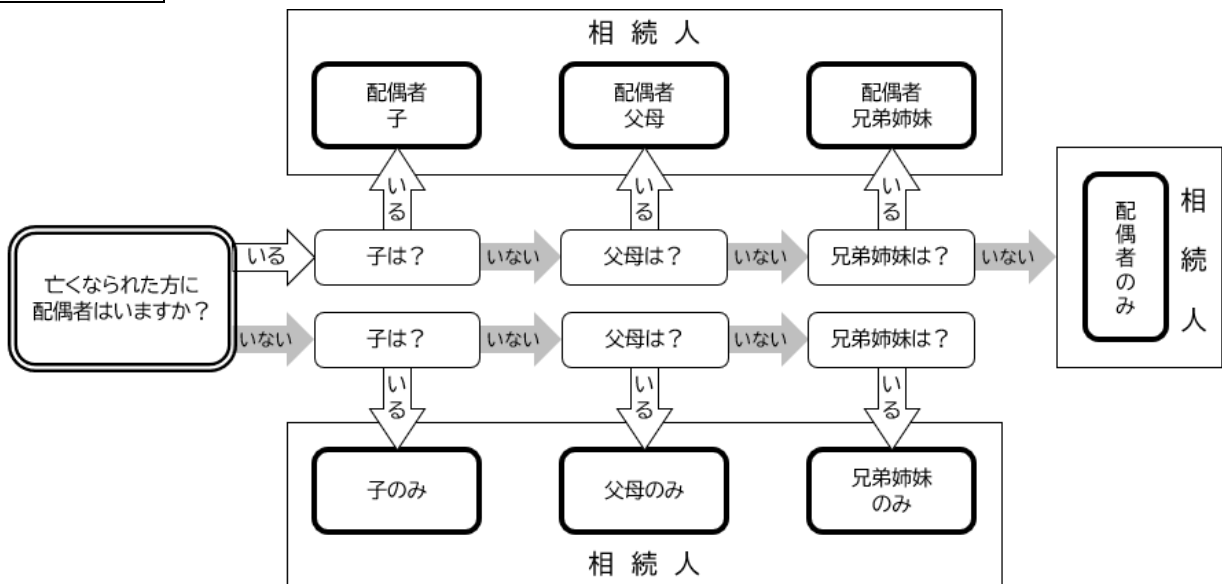 相続人
配偶者
子
配偶者
父母
配偶者
兄弟姉妹
いる
いる
いる
亡くなられた方に
配偶者はいますか？
いる
子は？
いない
父母は？
いない
兄弟姉妹は？
いない
配偶者のみ
相続人
いない
子は？
いない
父母は？
いない
兄弟姉妹は？
いる
いる
いる
子のみ
父母のみ
兄弟姉妹
のみ
相続人